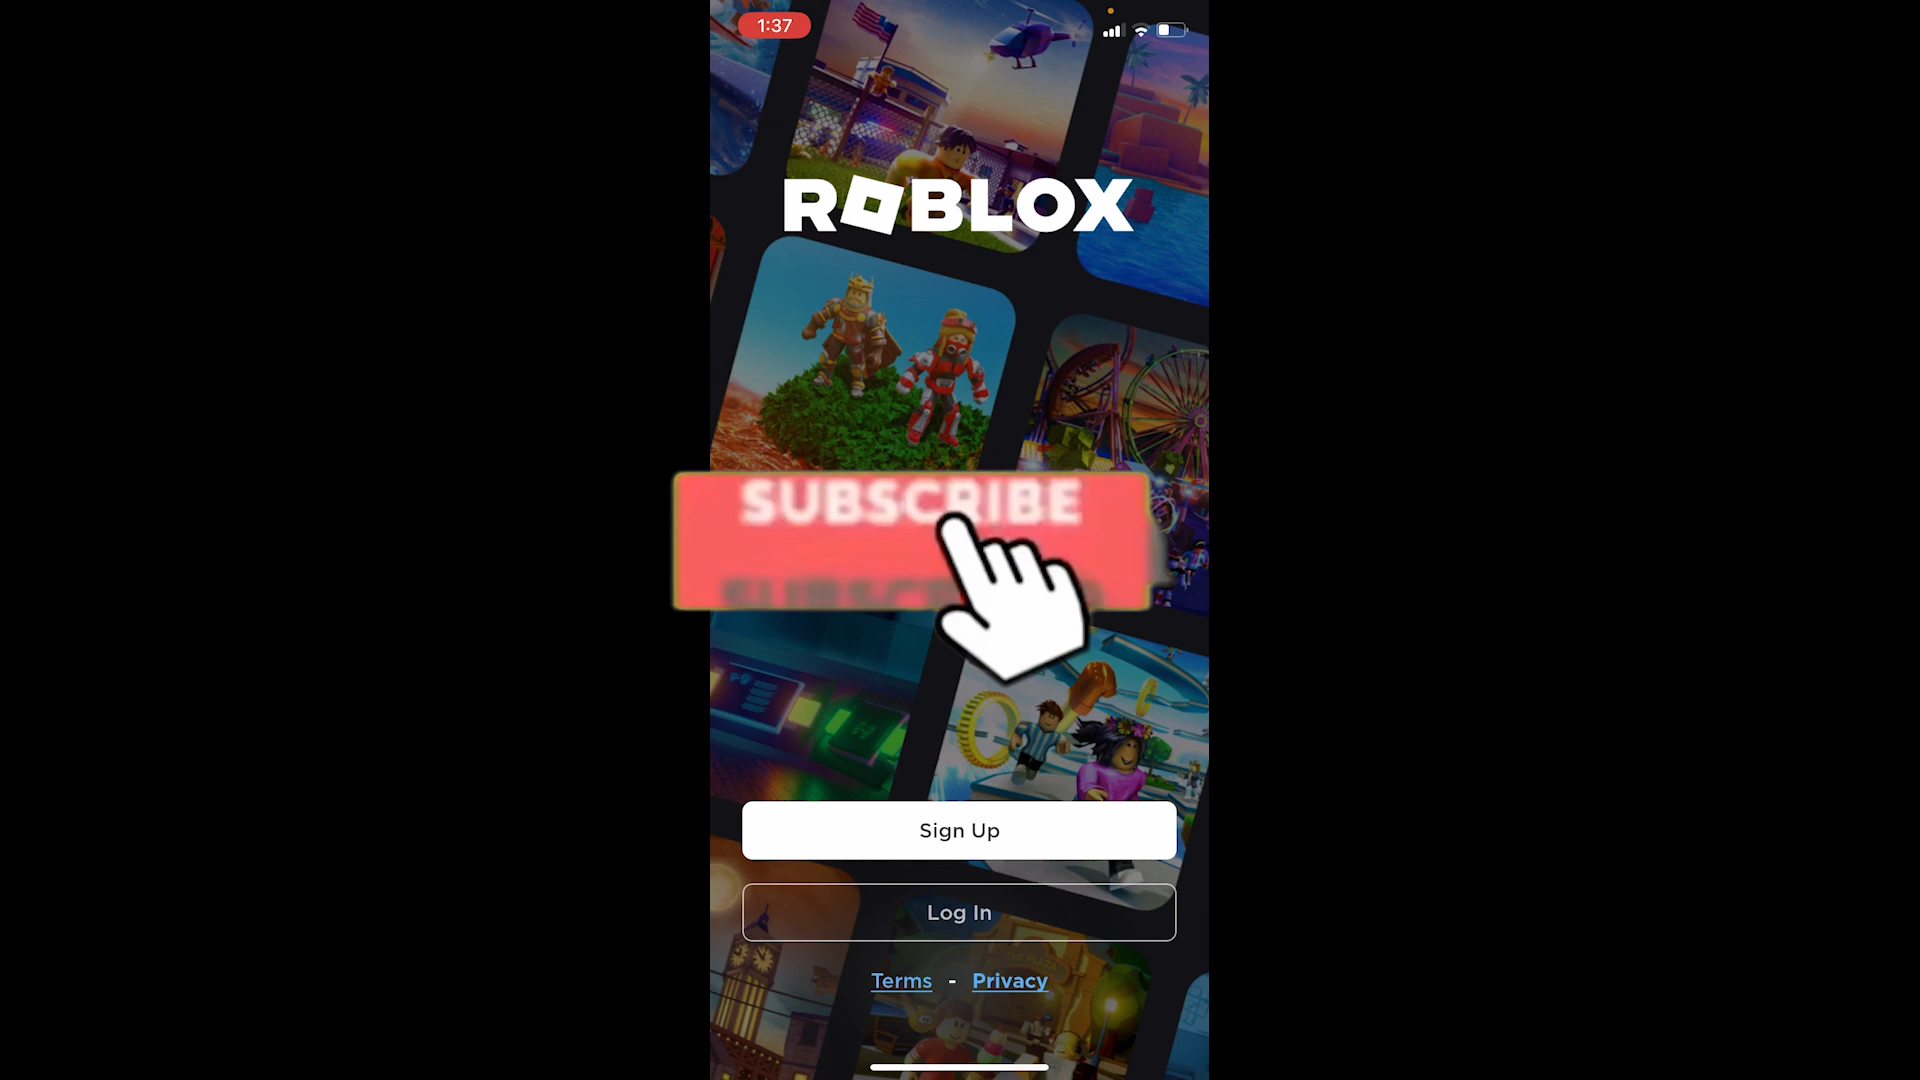 1:37
ROBLOX
SUBSCRIBE
Sign Up
Log In
Terms - Privacy